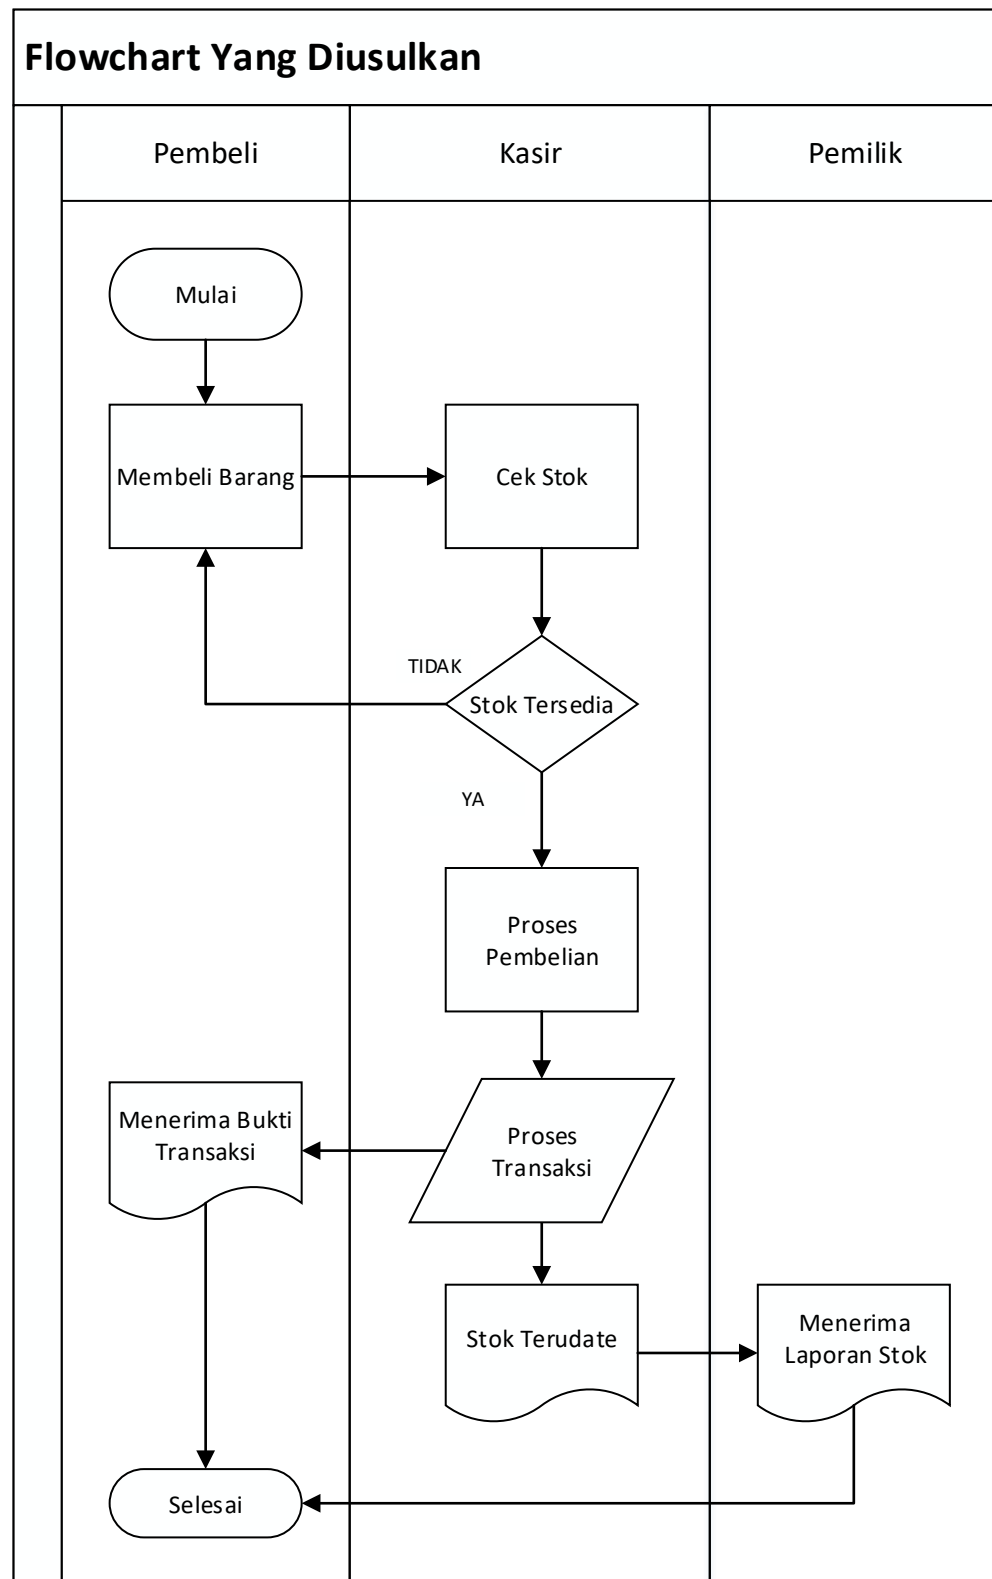 Flowchart Yang Diusulkan
Pembeli
Kasir
Pemilik
Mulai
Membeli Barang
Cek Stok
TIDAK
Stok Tersedia
YA
Proses
Pembelian
Menerima Bukti
Transaksi
Proses
Transaksi
Stok Terudate
Menerima
Laporan Stok
Selesai